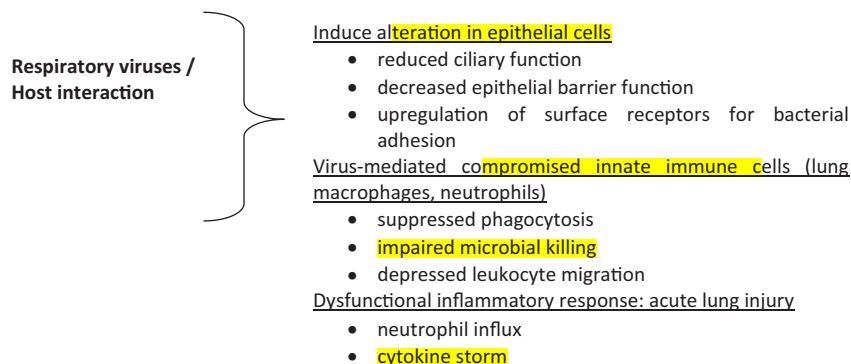 Respiratory viruses /
Host interaction
Induce alteration in epithelial cells
• reduced ciliary function
• decreased epithelial barrier function
• upregulation of surface receptors for bacterial
adhesion
Virus-mediated compromised innate immune cells (lung
macrophages, neutrophils)
• suppressed phagocytosis
• impaired microbial killing
• depressed leukocyte migration
Dysfunctional inflammatory response: acute lung injury
• neutrophil influx
• cytokine storm